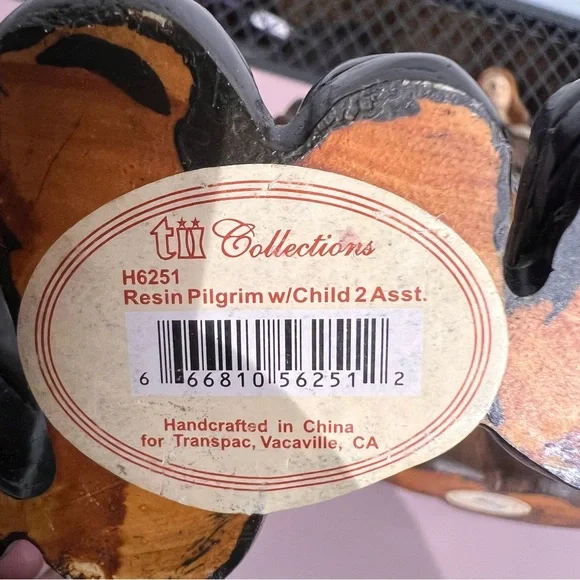 tii Collections
H6251
Resin Pilgrim w/Child 2 Asst.
6 66810 56251 2
Handcrafted in China
for Transpac, Vacaville, CA